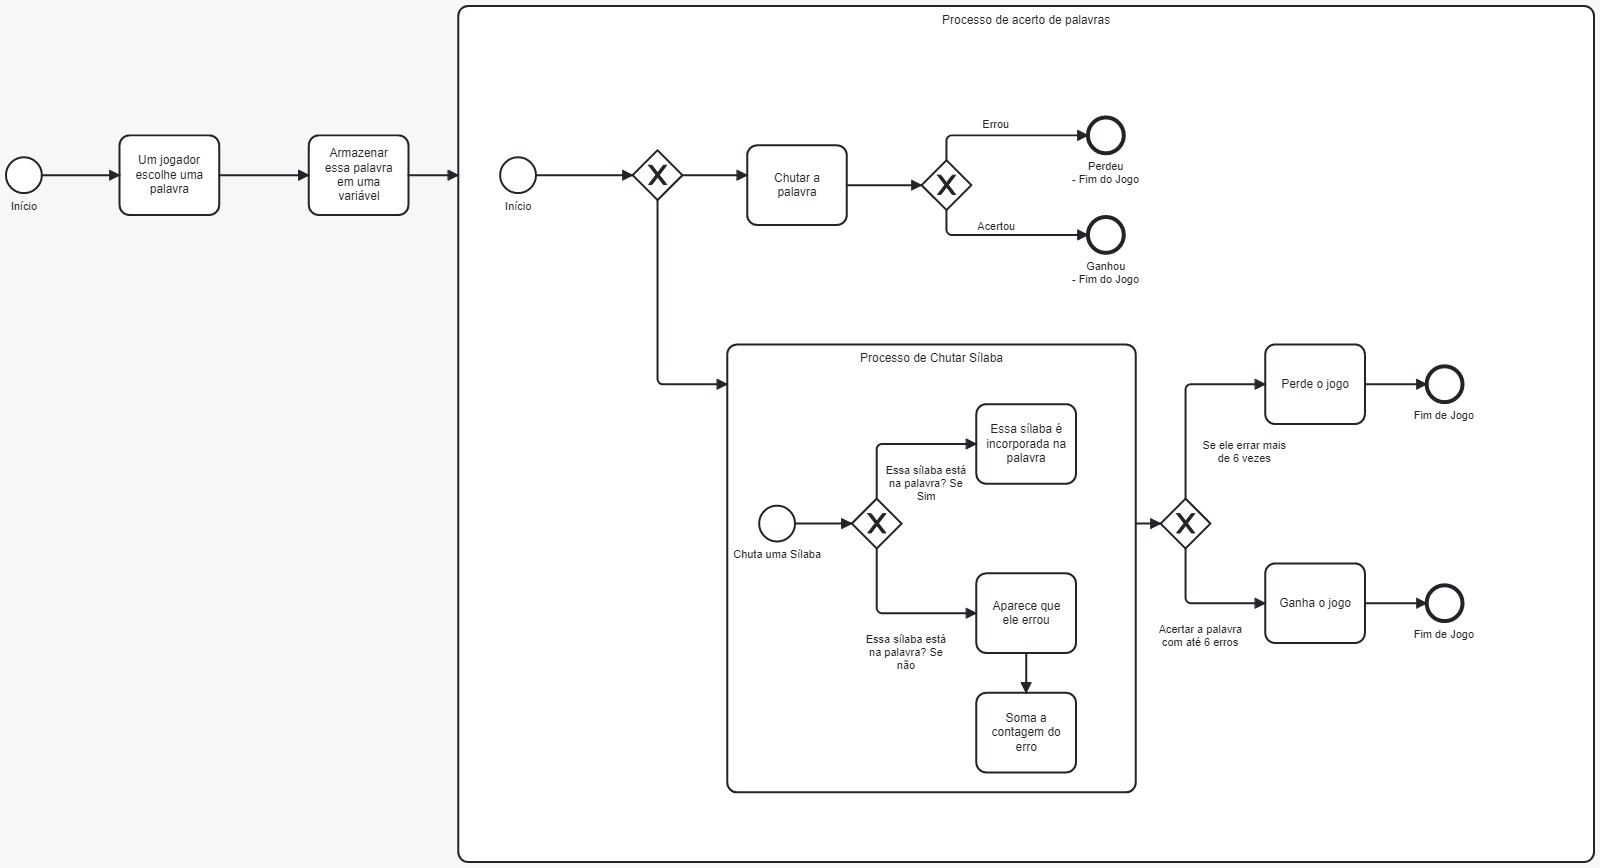 Processo de acerto de palavras
Início
Um jogador
escolhe uma
palavra
Armazenar
essa palavra
em uma
variável
Início
X
Chutar a
palavra
X
Errou
Perdeu
- Fim do Jogo
Acertou
Ganhou
- Fim do Jogo
Processo de Chutar Sílaba
Chuta uma Sílaba
X
Essa sílaba está
na palavra? Se
Sim
Essa sílaba é
incorporada na
palavra
Essa sílaba está
na palavra? Se
não
Aparece que
ele errou
Soma a
contagem do
erro
X
Se ele errar mais
de 6 vezes
Perde o jogo
Fim de Jogo
Acertar a palavra
com até 6 erros
Ganha o jogo
Fim de Jogo